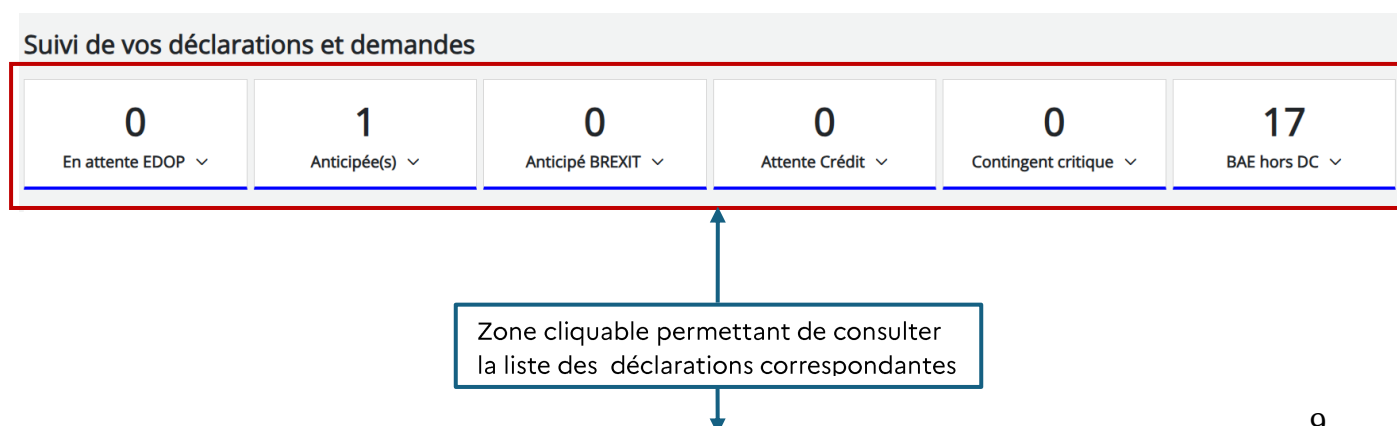 Suivi de vos déclarations et demandes
0 1 0 0 0 17
En attente EDOP Anticipée(s) Anticipé BREXIT Attente Crédit Contingent critique BAE hors DC
Zone cliquable permettant de consulter
la liste des déclarations correspondantes
9